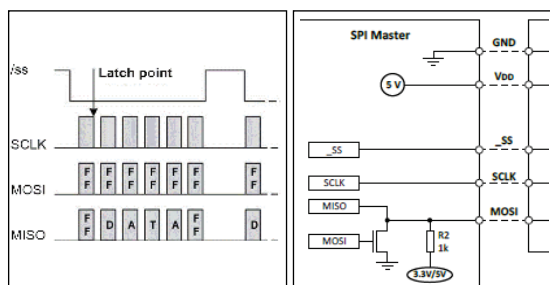 /ss
Latch point
SCLK
MOSI
F F F F F F F
F F F F F F F
MISO
F D A T A F D
F F
SPI Master
GND
5 V
VDD
_SS
_SS
SCLK
SCLK
MISO
MOSI
MOSI
R2
1k
3.3V/5V